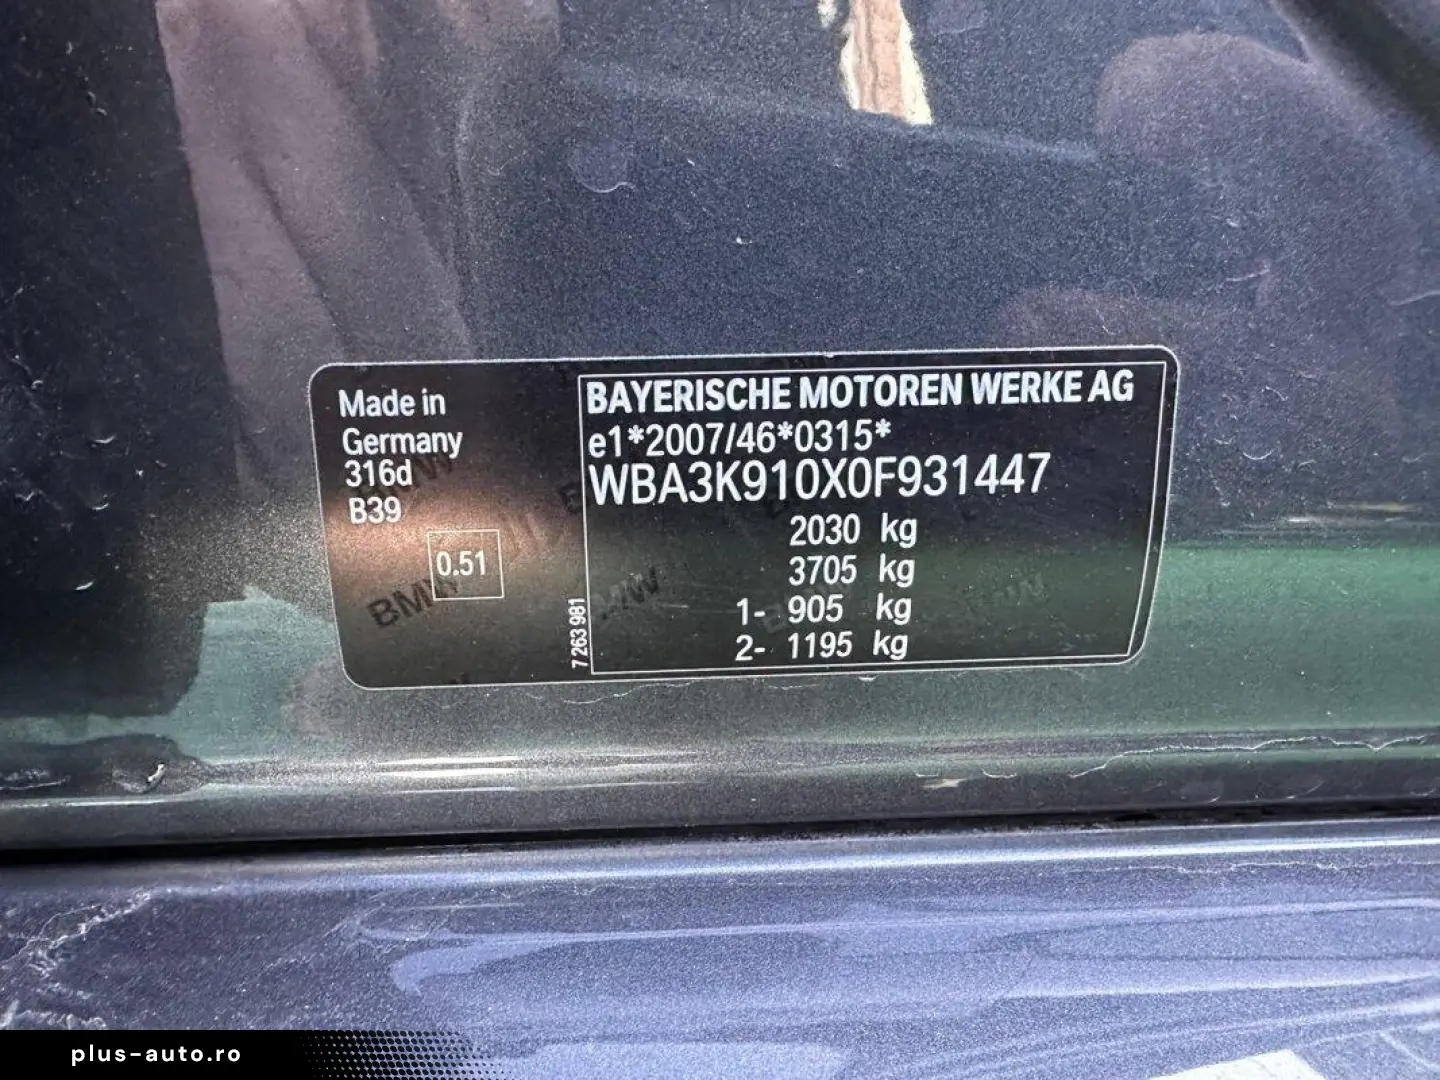 Made in
Germany
316d
B39
0.51
7 263 981
BAYERISCHE MOTOREN WERKE AG
e1*2007/46*0315*
WBA3K910X0F931447
2030 kg
3705 kg
1- 905 kg
2- 1195 kg
BMW
plus-auto.ro